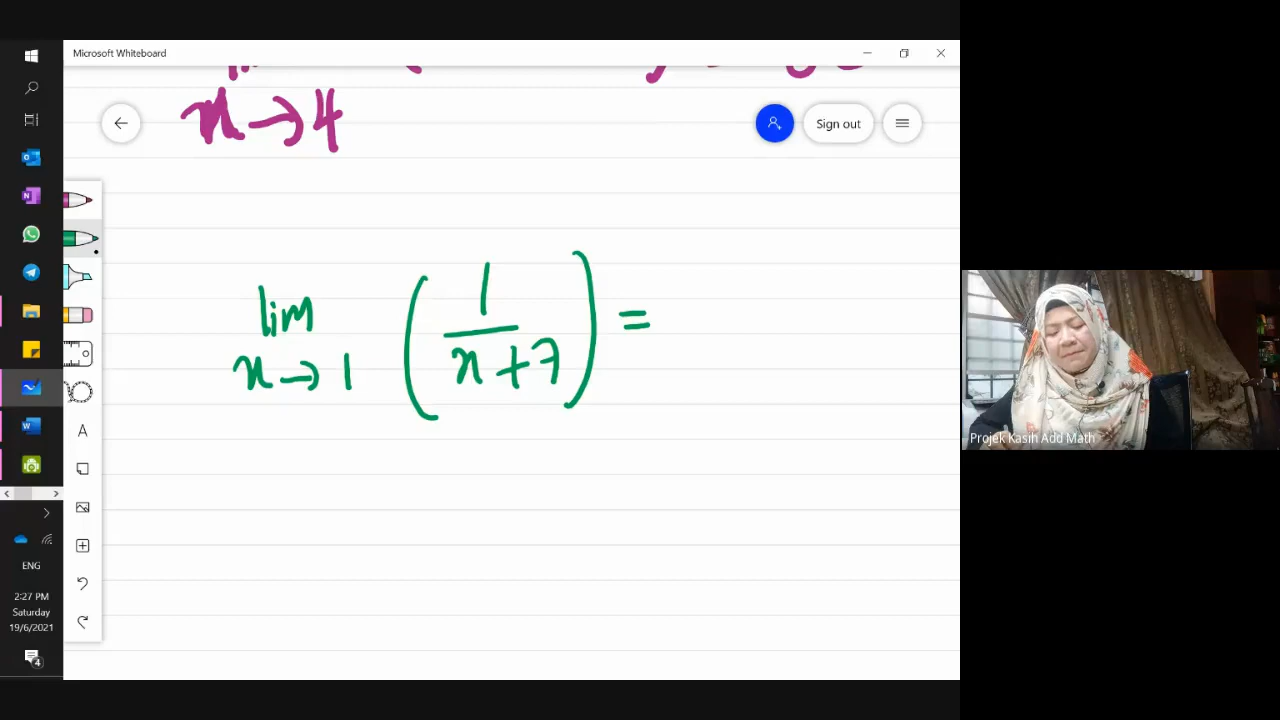 Microsoft Whiteboard
x→4
Sign out
lim x→1 (1/(x+7)) =
Projek Kasih Add Math
A
ENG
2:27 PM
Saturday
19/6/2021
4